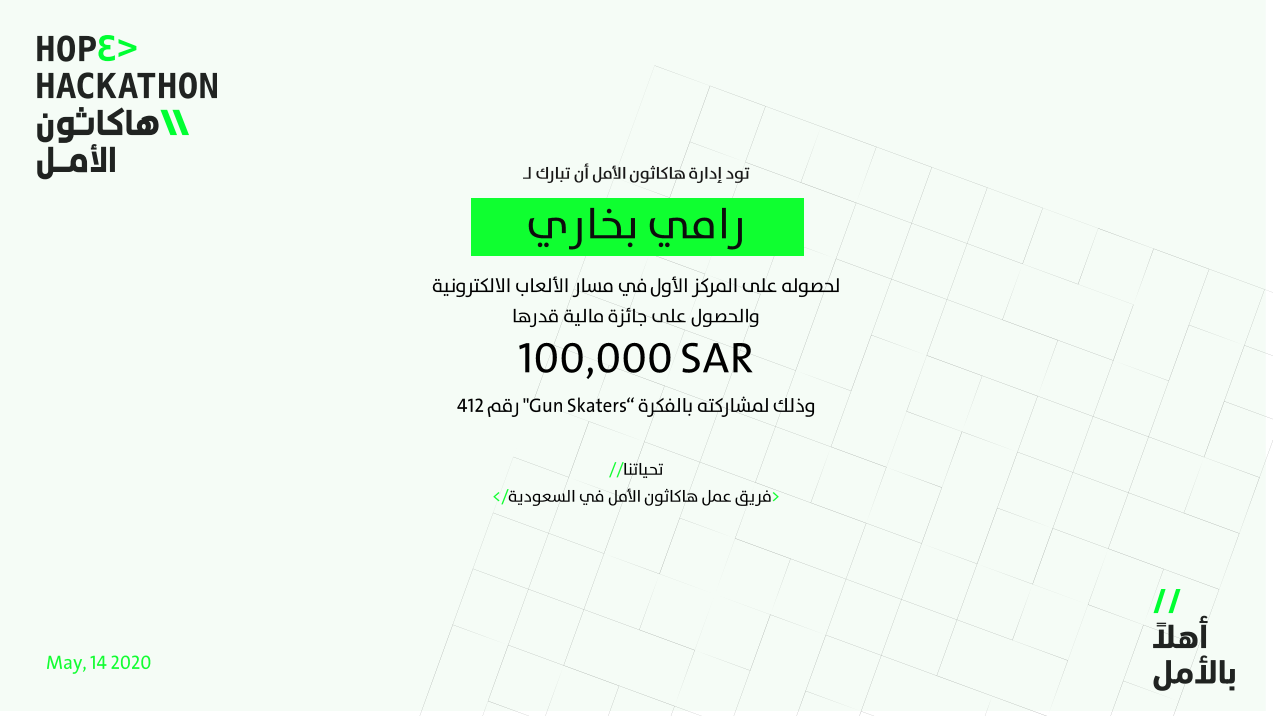 HOPƐ>
HACKATHON
هاكاثون\\
الأمـل
تود إدارة هاكاثون الأمل أن تبارك لـ
رامي بخاري
لحصوله على المركز الأول في مسار الألعاب الالكترونية
والحصول على جائزة مالية قدرها
100,000 SAR
وذلك لمشاركته بالفكرة “Gun Skaters" رقم 412
تحياتنا//
<فريق عمل هاكاثون الأمل في السعودية/>
//
أهلاً
بالأمل
May, 14 2020